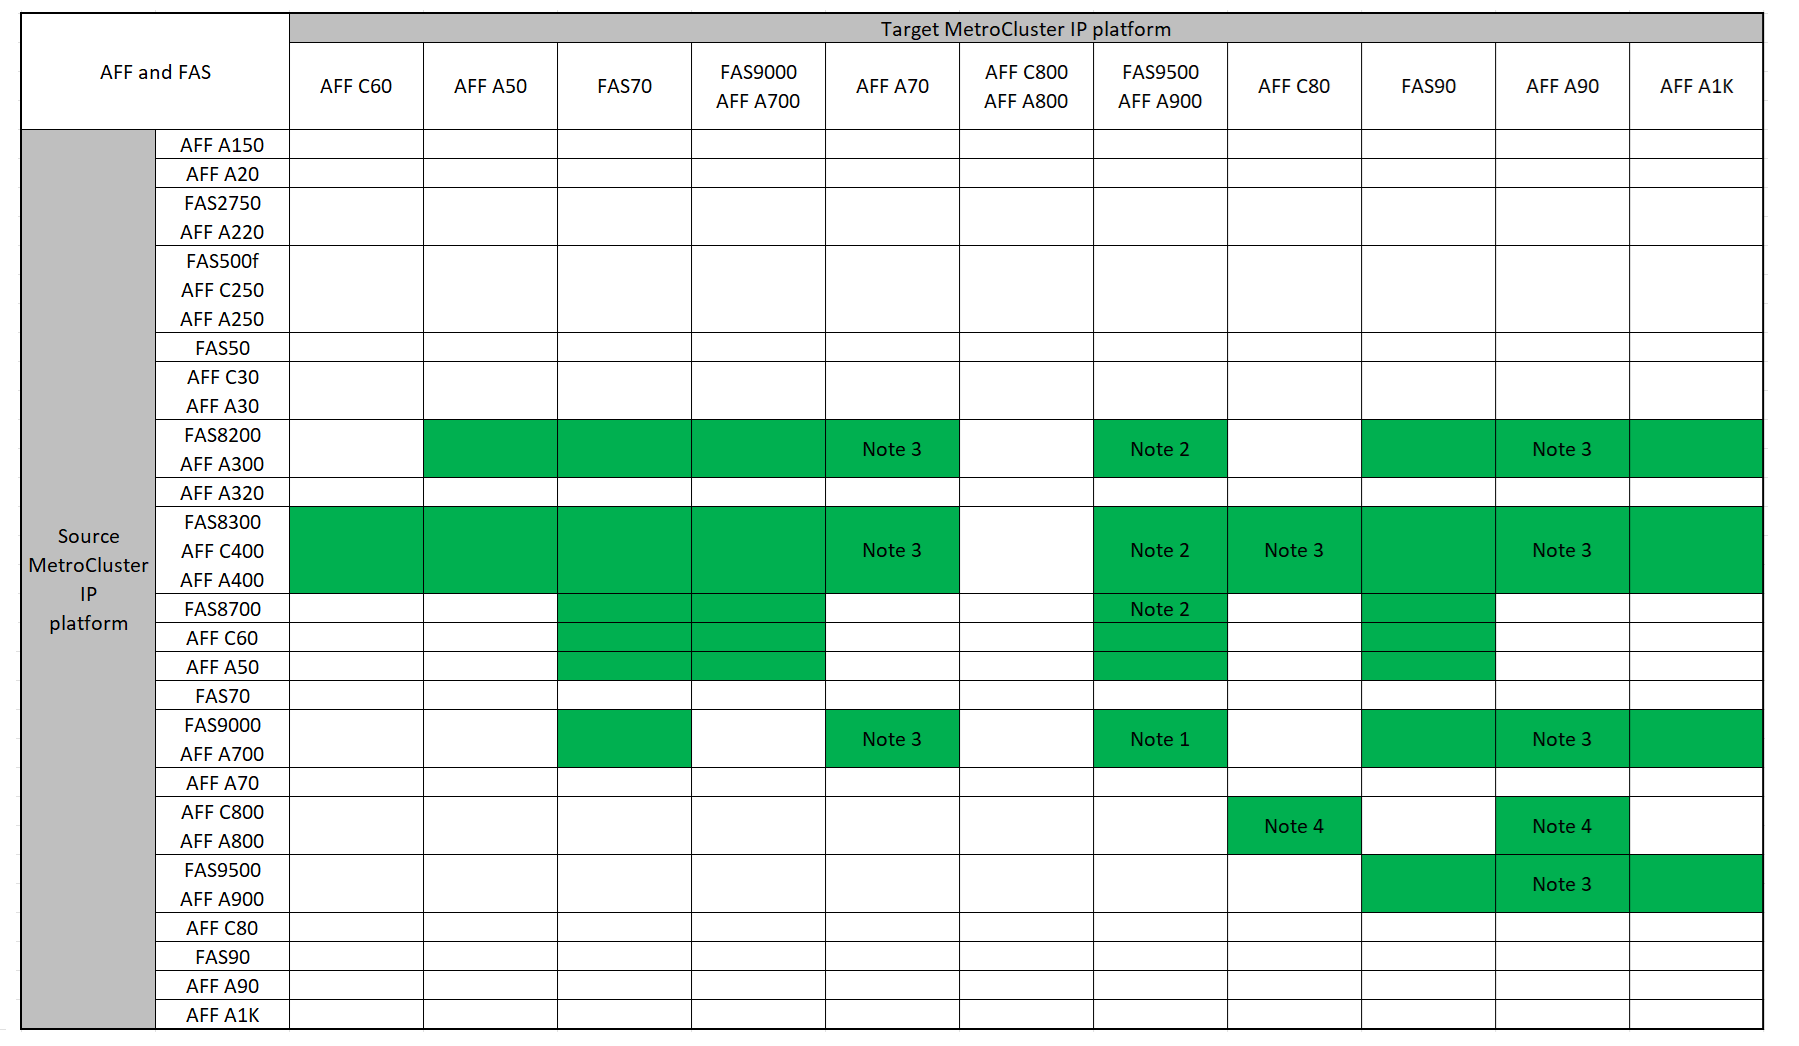 Target MetroCluster IP platform
AFF and FAS
AFF C60
AFF A50
FAS70
FAS9000
AFF A700
AFF A70
AFF C800
AFF A800
FAS9500
AFF A900
AFF C80
FAS90
AFF A90
AFF A1K
Source
MetroCluster
IP
platform
AFF A150
AFF A20
FAS2750
AFF A220
FAS500f
AFF C250
AFF A250
FAS50
AFF C30
AFF A30
FAS8200
AFF A300
Note 3
Note 2
Note 3
AFF A320
FAS8300
AFF C400
AFF A400
Note 3
Note 2
Note 3
Note 3
FAS8700
Note 2
AFF C60
AFF A50
FAS70
FAS9000
AFF A700
Note 3
Note 1
Note 3
AFF A70
AFF C800
AFF A800
Note 4
Note 4
FAS9500
AFF A900
Note 3
AFF C80
FAS90
AFF A90
AFF A1K